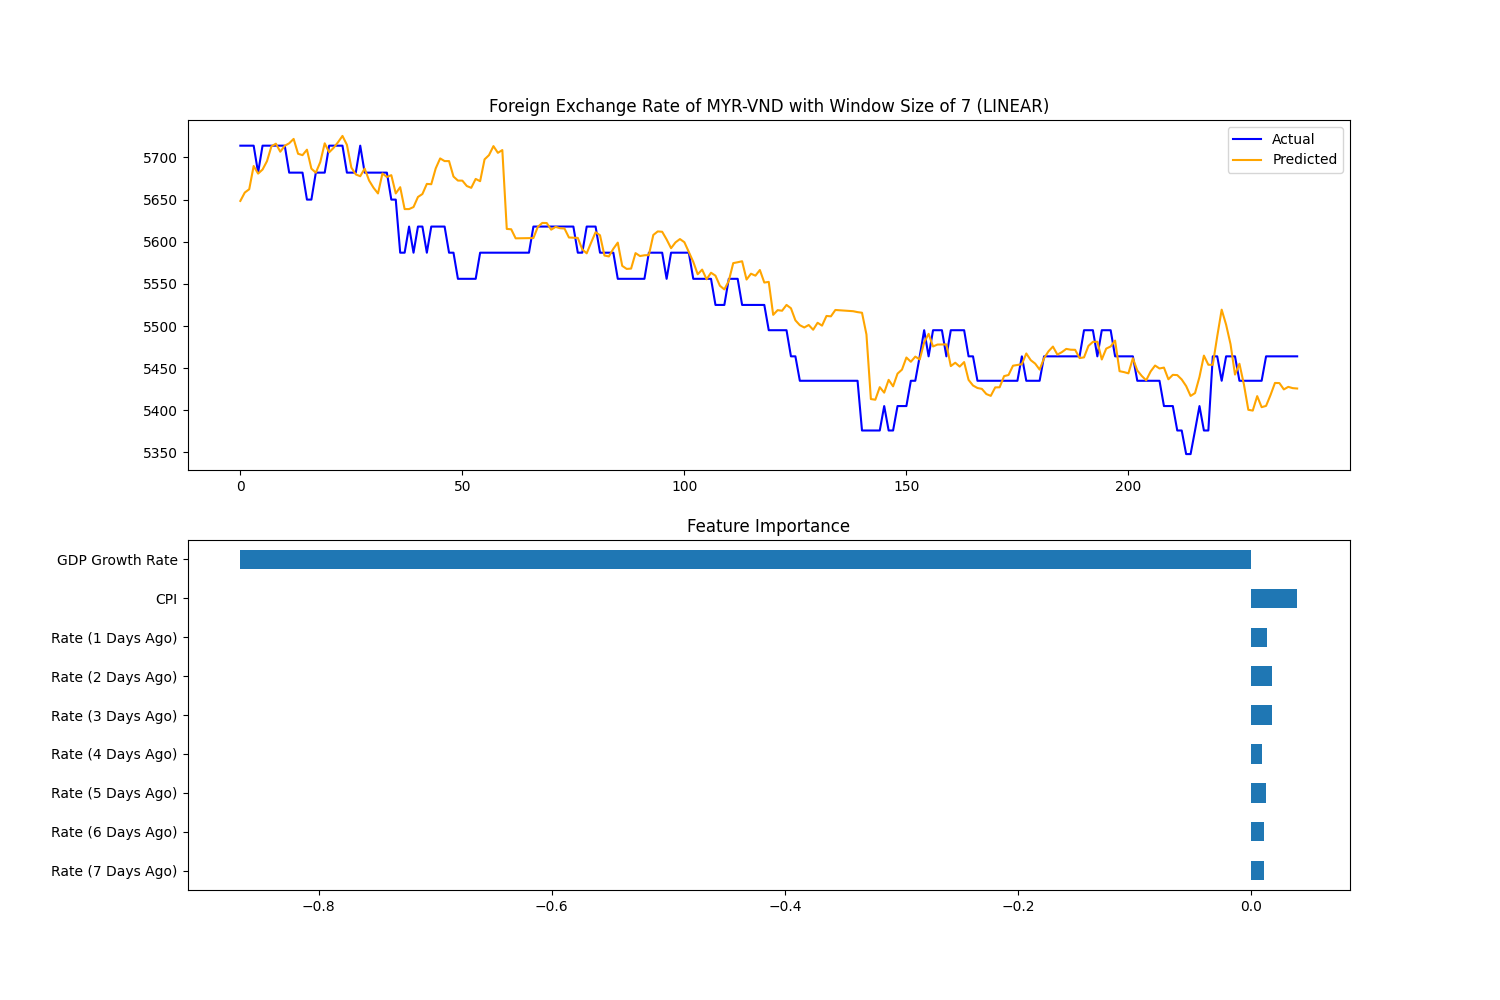 Foreign Exchange Rate of MYR-VND with Window Size of 7 (LINEAR)
Actual
Predicted
5700
5650
5600
5550
5500
5450
5400
5350
0 50 100 150 200
Feature Importance
GDP Growth Rate
CPI
Rate (1 Days Ago)
Rate (2 Days Ago)
Rate (3 Days Ago)
Rate (4 Days Ago)
Rate (5 Days Ago)
Rate (6 Days Ago)
Rate (7 Days Ago)
−0.8 −0.6 −0.4 −0.2 0.0